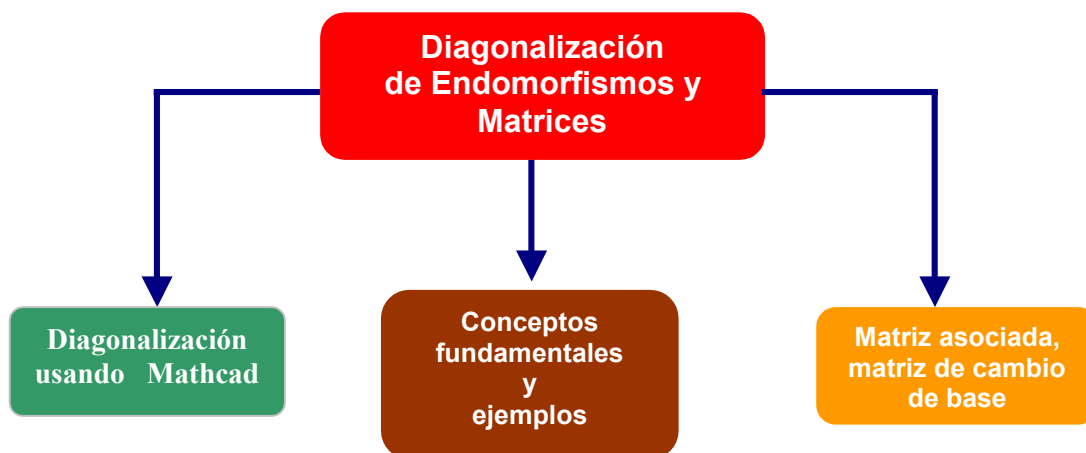 Diagonalización
de Endomorfismos y
Matrices
Diagonalización
usando Mathcad
Conceptos
fundamentales
y
ejemplos
Matriz asociada,
matriz de cambio
de base